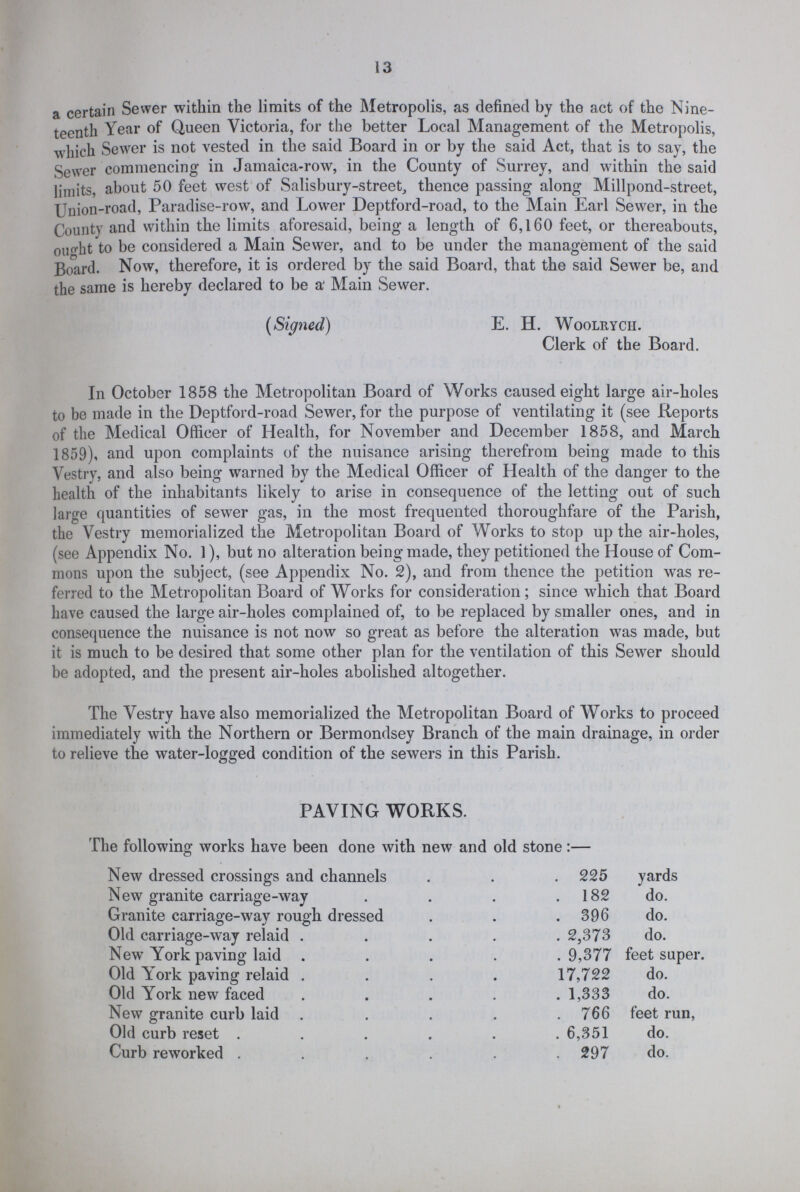 13
a certain Sewer within the limits of the Metropolis, as defined by the act of the Nine-
teenth Year of Queen Victoria, for the better Local Management of the Metropolis,
which Sewer is not vested in the said Board in or by the said Act, that is to say, the
Sewer commencing in Jamaica-row, in the County of Surrey, and within the said
limits, about 50 feet west of Salisbury-street, thence passing along Millpond-street,
Union-road, Paradise-row, and Lower Deptford-road, to the Main Earl Sewer, in the
County and within the limits aforesaid, being a length of 6,160 feet, or thereabouts,
ought to be considered a Main Sewer, and to be under the management of the said
Board. Now, therefore, it is ordered by the said Board, that the said Sewer be, and
the same is hereby declared to be a Main Sewer.
(Signed) E. H. WOOLRYCH.
Clerk of the Board.
In October 1858 the Metropolitan Board of Works caused eight large air-holes
to be made in the Deptford-road Sewer, for the purpose of ventilating it (see Reports
of the Medical Officer of Health, for November and December 1858, and March
1859), and upon complaints of the nuisance arising therefrom being made to this
Vestry, and also being warned by the Medical Officer of Health of the danger to the
health of the inhabitants likely to arise in consequence of the letting out of such
large quantities of sewer gas, in the most frequented thoroughfare of the Parish,
the Vestry memorialized the Metropolitan Board of Works to stop up the air-holes,
(see Appendix No. 1), but no alteration being made, they petitioned the House of Com-
mons upon the subject, (see Appendix No. 2), and from thence the petition was re-
ferred to the Metropolitan Board of Works for consideration; since which that Board
have caused the large air-holes complained of, to be replaced by smaller ones, and in
consequence the nuisance is not now so great as before the alteration was made, but
it is much to be desired that some other plan for the ventilation of this Sewer should
be adopted, and the present air-holes abolished altogether.
The Vestry have also memorialized the Metropolitan Board of Works to proceed
immediately with the Northern or Bermondsey Branch of the main drainage, in order
to relieve the water-logged condition of the sewers in this Parish.
PAVING WORKS.
The following works have been done with new and old stone :—
New dressed crossings and channels . . . 225 yards
New granite carriage-way . . . . 182 do.
Granite carriage-way rough dressed . . . 396 do.
Old carriage-way relaid . . . . . 2,373 do.
New York paving laid . . . . . 9,377 feet super.
Old York paving relaid . . . . 17,722 do.
Old York new faced . . . . . 1,333 do.
New granite curb laid . . . . . 766 feet run,
Old curb reset . . . . . . 6,351 do.
Curb reworked . . . . . . 297 do.